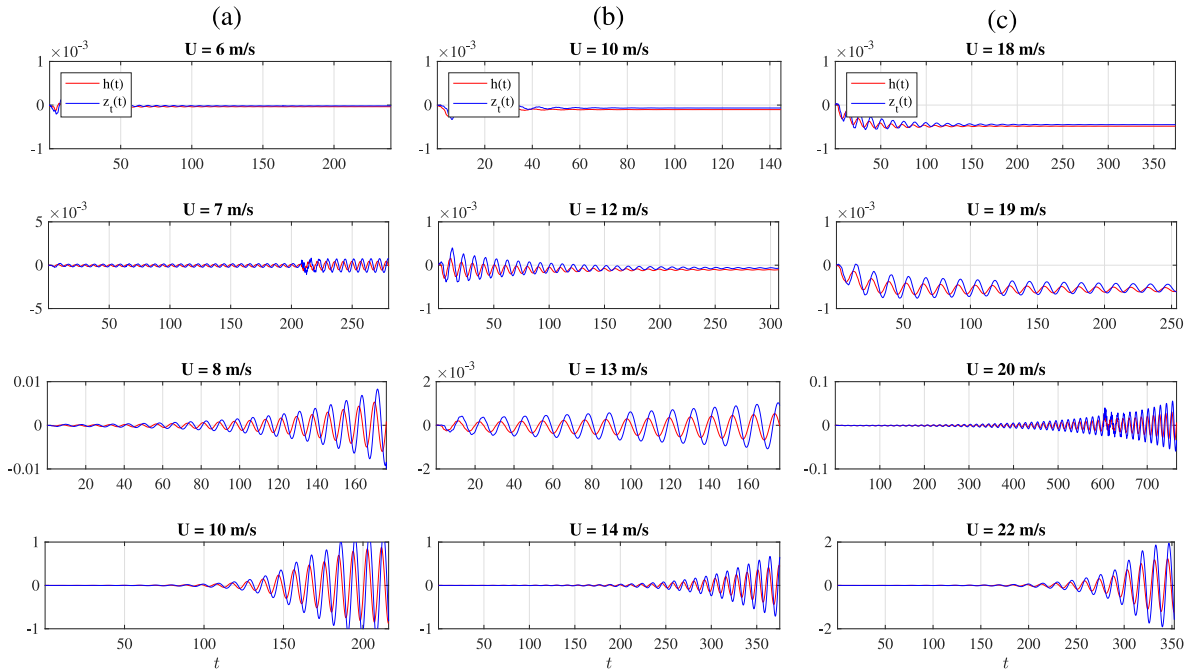 (a) (b) (c)
U = 6 m/s U = 10 m/s U = 18 m/s
×10⁻³ ×10⁻³ ×10⁻³
1 1 1
h(t) h(t) h(t)
z_t(t) z_t(t) z_t(t)
0 0 0
-1 -1 -1
50 100 150 200 20 40 60 80 100 120 140 50 100 150 200 250 300 350
U = 7 m/s U = 12 m/s U = 19 m/s
×10⁻³ ×10⁻³ ×10⁻³
5 1 1
0 0 0
-5 -1 -1
50 100 150 200 250 50 100 150 200 250 300 50 100 150 200 250
U = 8 m/s U = 13 m/s U = 20 m/s
×10⁻³
0.01 2 0.1
0 0 0
-0.01 -2 -0.1
20 40 60 80 100 120 140 160 20 40 60 80 100 120 140 160 100 200 300 400 500 600 700
U = 10 m/s U = 14 m/s U = 22 m/s
1 1 2
0 0 0
-1 -1 -2
50 100 150 200 50 100 150 200 250 300 350 50 100 150 200 250 300 350
t t t